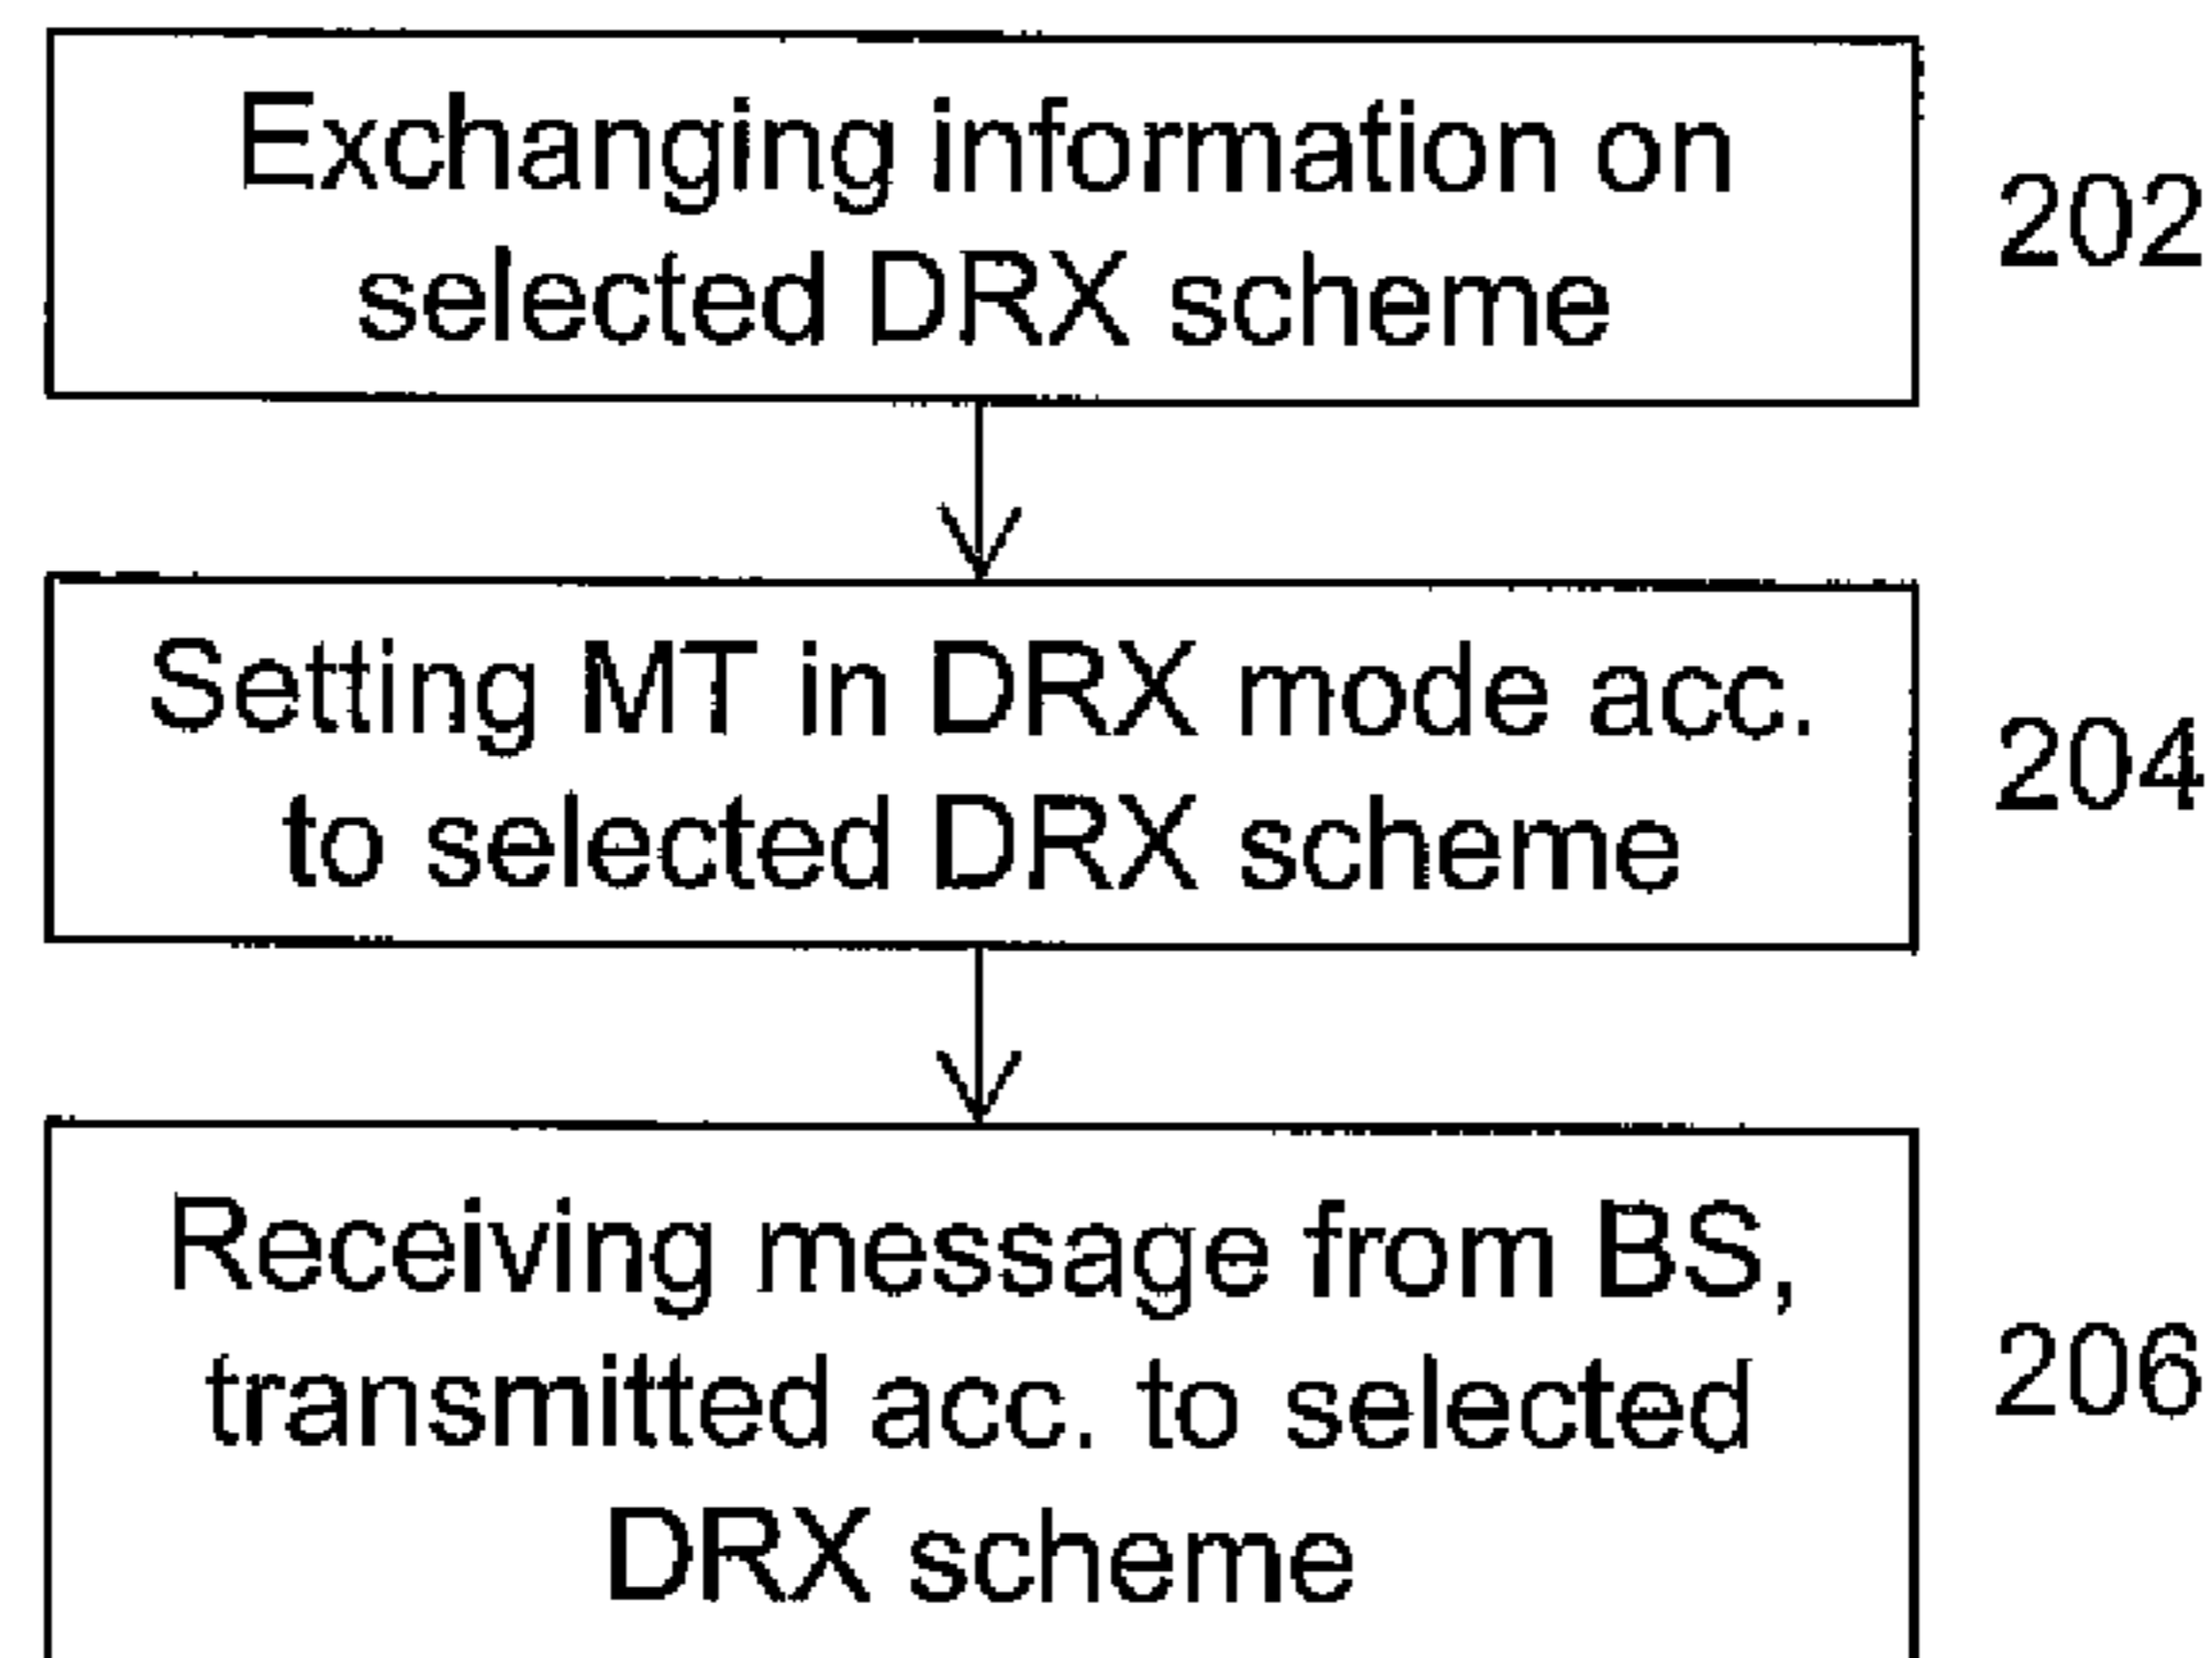 Exchanging information on
selected DRX scheme
202
Setting MT in DRX mode acc.
to selected DRX scheme
204
Receiving message from BS,
transmitted acc. to selected
DRX scheme
206